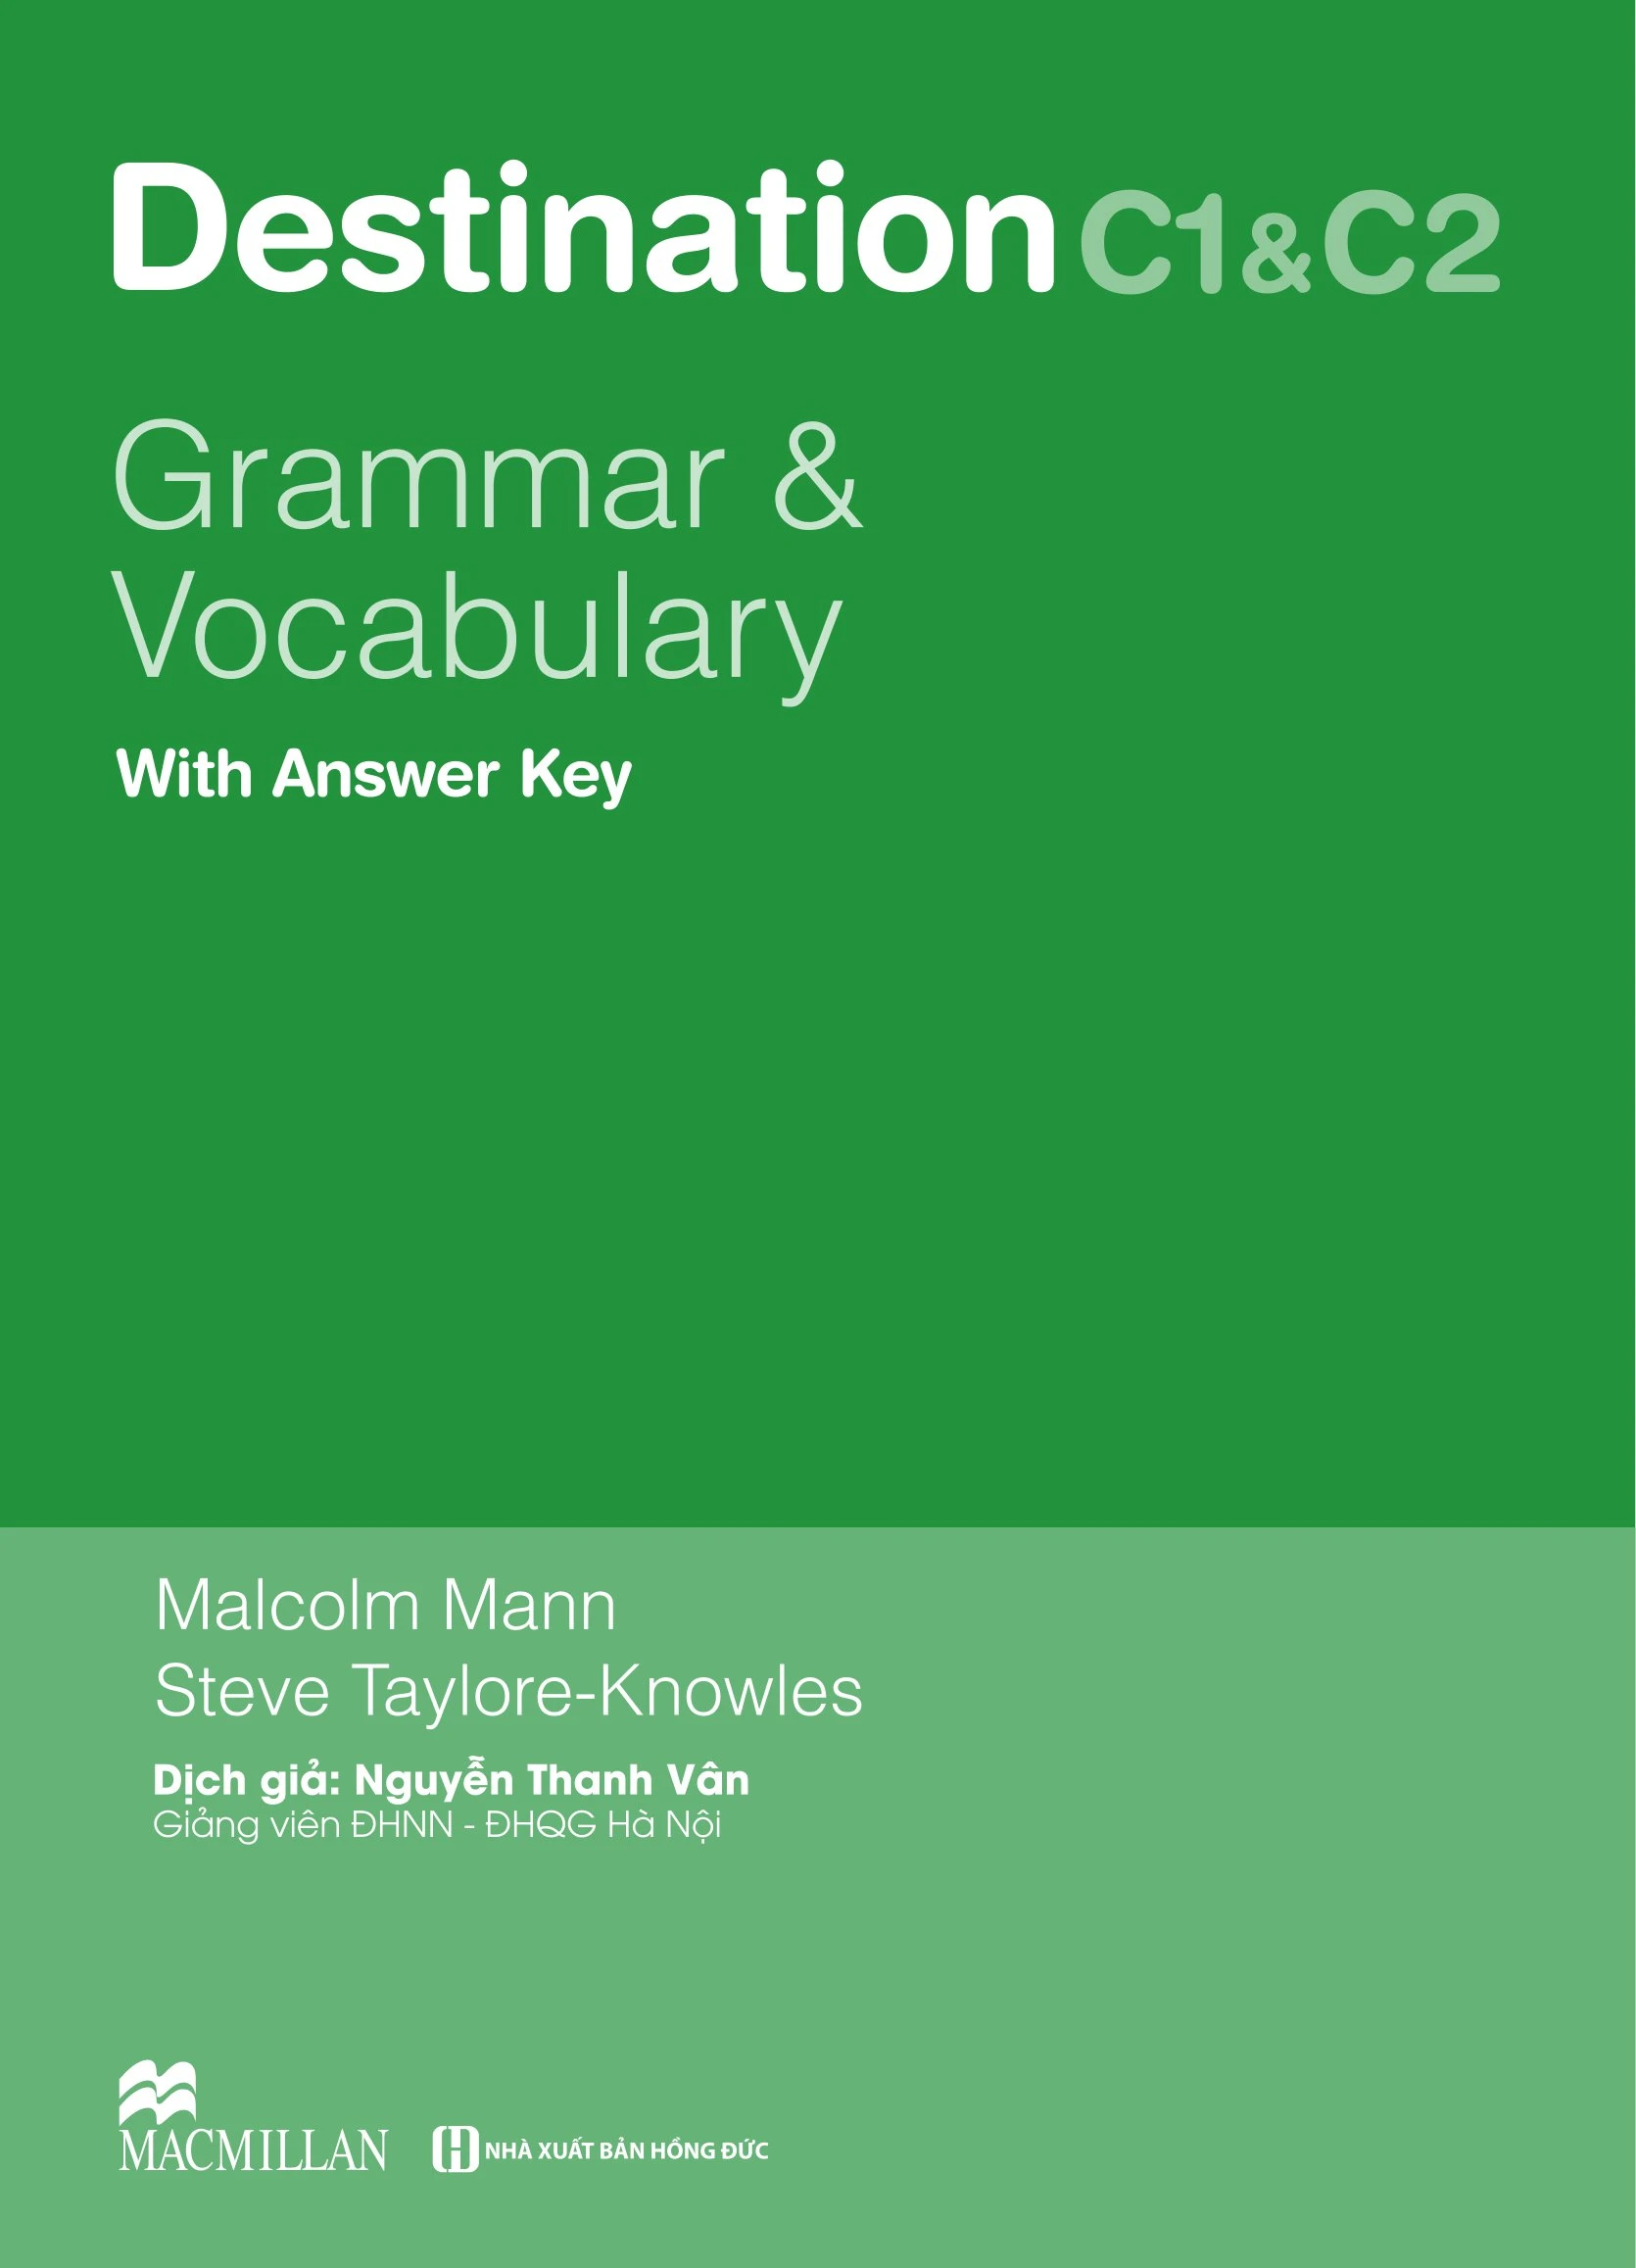 Destination C1&C2
Grammar &
Vocabulary
With Answer Key
Malcolm Mann
Steve Taylore-Knowles
Dịch giả: Nguyễn Thanh Vân
Giảng viên ĐHNN - ĐHQG Hà Nội
MACMILLAN
NHÀ XUẤT BẢN HỒNG ĐỨC